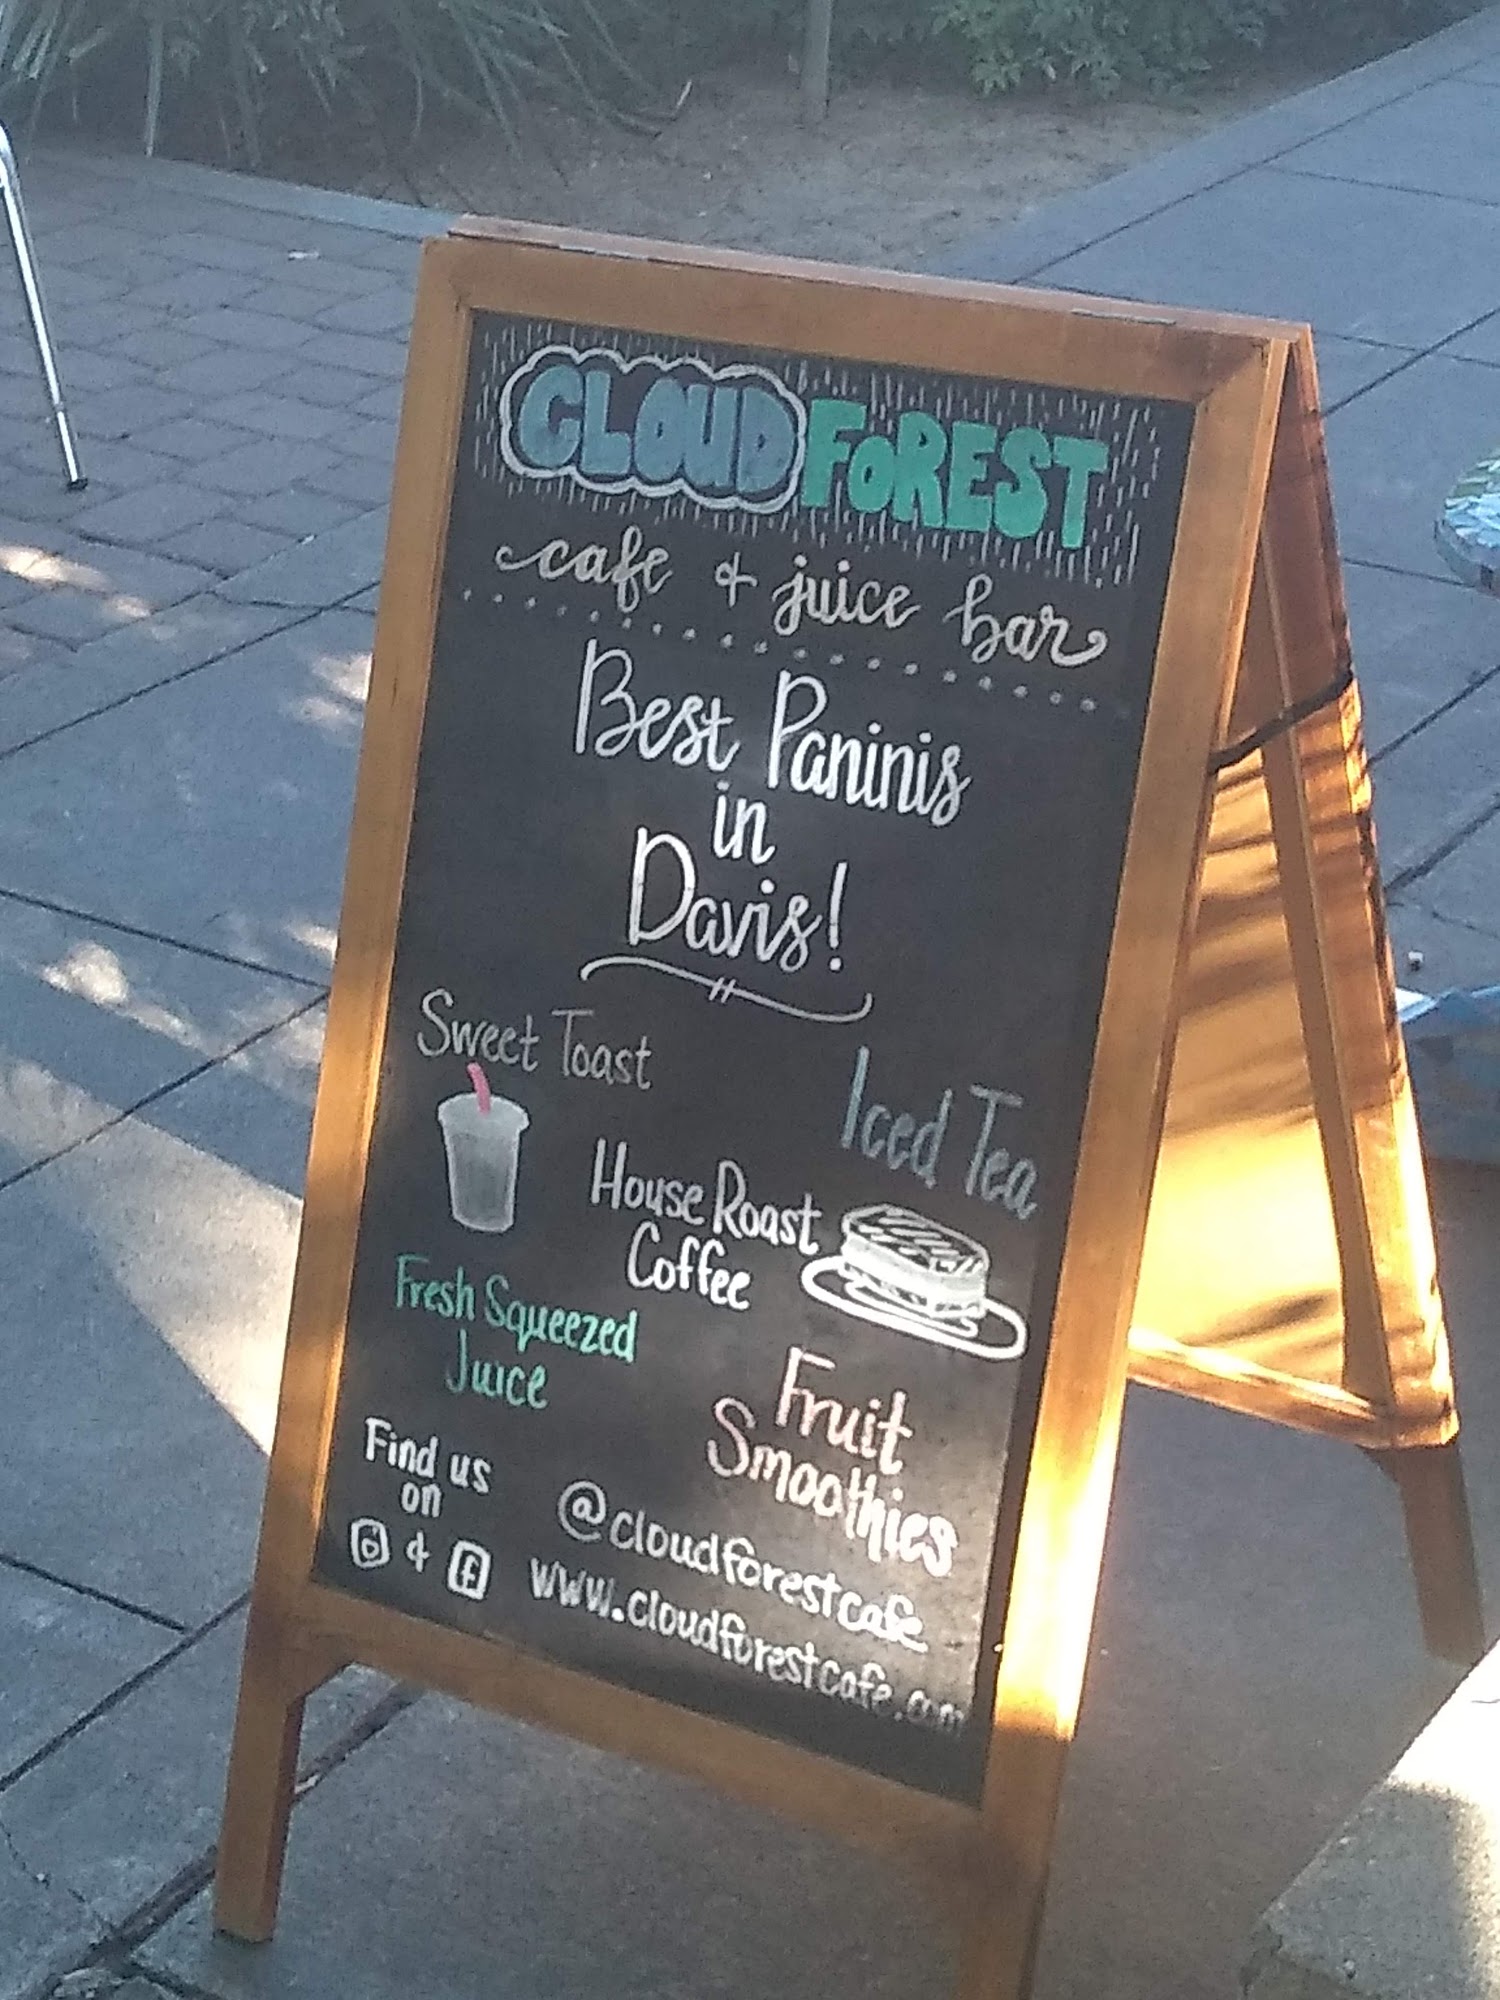 CLOUD FOREST
cafe & juice bar
Best Paninis
in
Davis!
Sweet Toast
Iced Tea
House Roast
Coffee
Fresh Squeezed
Juice
Fruit
Smoothies
Find us
on
&
@cloudforestcafe
www.cloudforestcafe.com